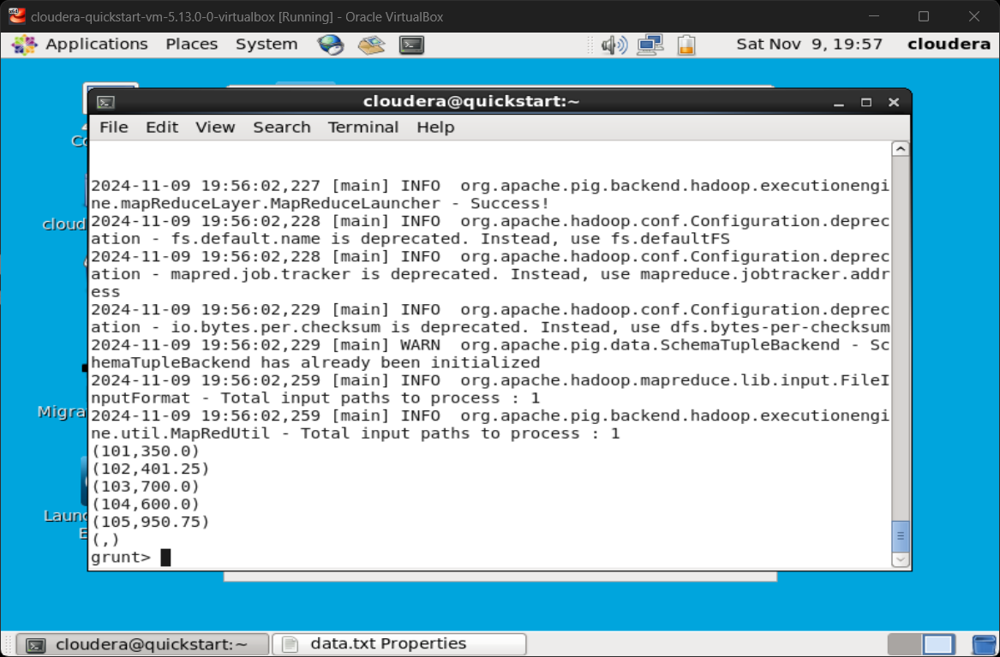 cloudera-quickstart-vm-5.13.0-0-virtualbox [Running] - Oracle VirtualBox
Applications Places System Sat Nov 9, 19:57 cloudera
cloudera@quickstart:~
File Edit View Search Terminal Help
2024-11-09 19:56:02,227 [main] INFO  org.apache.pig.backend.hadoop.executionengi
ne.mapReduceLayer.MapReduceLauncher - Success!
2024-11-09 19:56:02,228 [main] INFO  org.apache.hadoop.conf.Configuration.deprec
ation - fs.default.name is deprecated. Instead, use fs.defaultFS
2024-11-09 19:56:02,228 [main] INFO  org.apache.hadoop.conf.Configuration.deprec
ation - mapred.job.tracker is deprecated. Instead, use mapreduce.jobtracker.addr
ess
2024-11-09 19:56:02,229 [main] INFO  org.apache.hadoop.conf.Configuration.deprec
ation - io.bytes.per.checksum is deprecated. Instead, use dfs.bytes-per-checksum
2024-11-09 19:56:02,229 [main] WARN  org.apache.pig.data.SchemaTupleBackend - Sc
hemaTupleBackend has already been initialized
2024-11-09 19:56:02,259 [main] INFO  org.apache.hadoop.mapreduce.lib.input.FileI
nputFormat - Total input paths to process : 1
2024-11-09 19:56:02,259 [main] INFO  org.apache.pig.backend.hadoop.executionengi
ne.util.MapRedUtil - Total input paths to process : 1
(101,350.0)
(102,401.25)
(103,700.0)
(104,600.0)
(105,950.75)
(,)
grunt>
Co
cloud
Migra
Laun
E
cloudera@quickstart:~ data.txt Properties